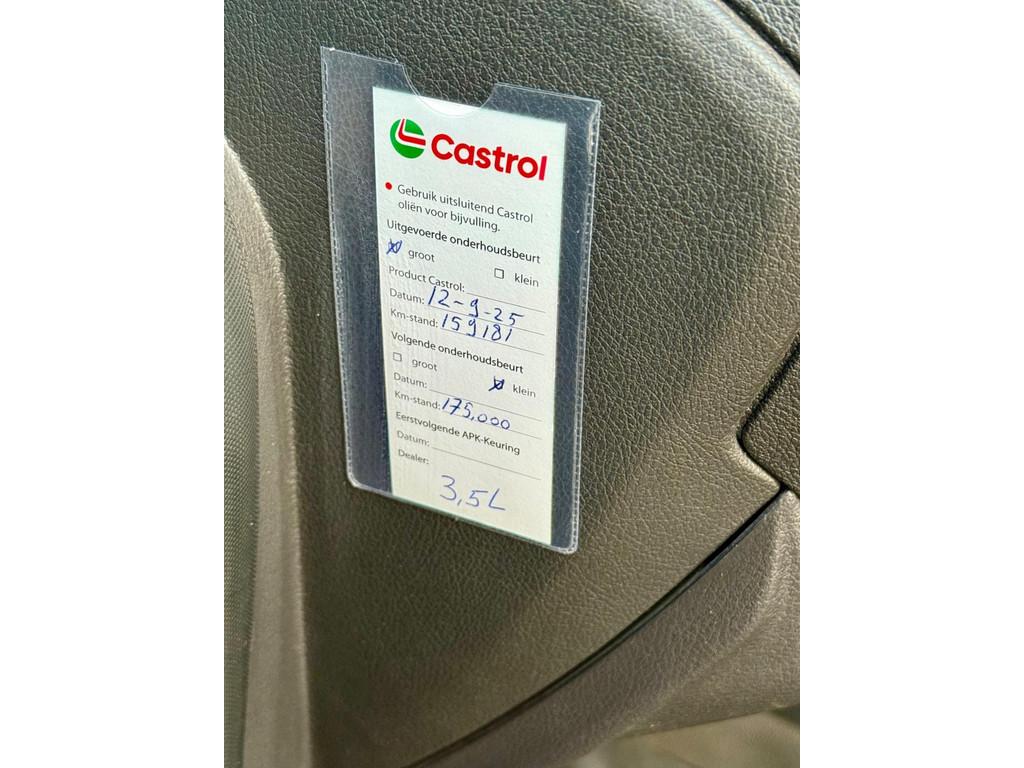 Castrol
Gebruik uitsluitend Castrol
oliën voor bijvulling.
Uitgevoerde onderhoudsbeurt
groot klein
Product Castrol:
Datum: 12-9-25
Km-stand: 159181
Volgende onderhoudsbeurt
groot klein
Datum:
Km-stand: 175,000
Eerstvolgende APK-Keuring
Datum:
Dealer:
3,5L